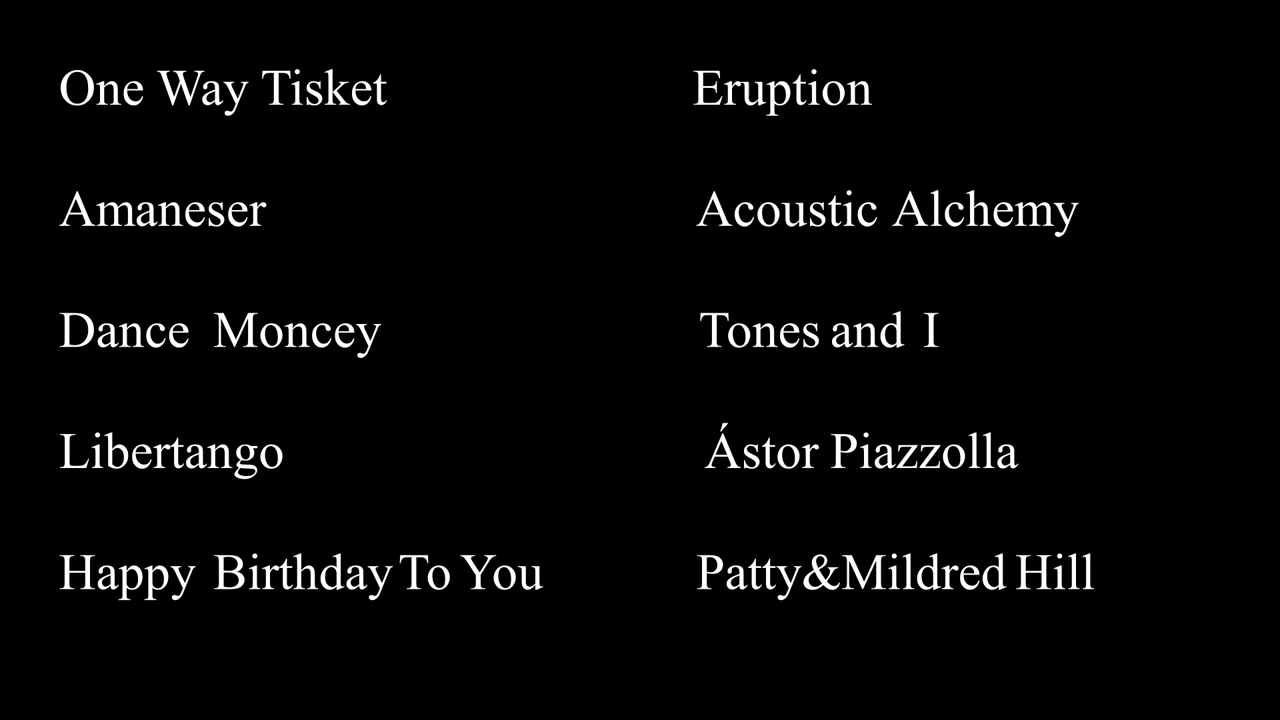 One Way Tisket Eruption
Amaneser Acoustic Alchemy
Dance Moncey Tones and I
Libertango Ástor Piazzolla
Happy Birthday To You Patty&Mildred Hill